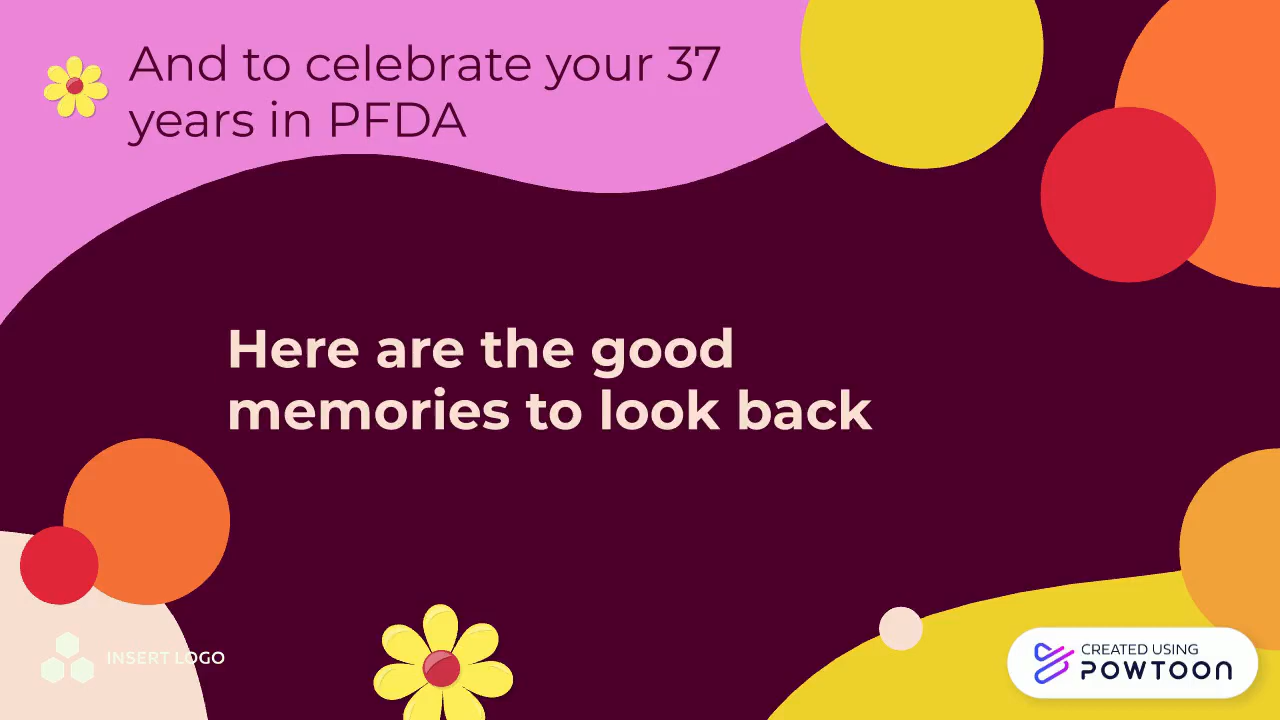 And to celebrate your 37
years in PFDA
Here are the good
memories to look back
INSERT LOGO
CREATED USING
POWTOON